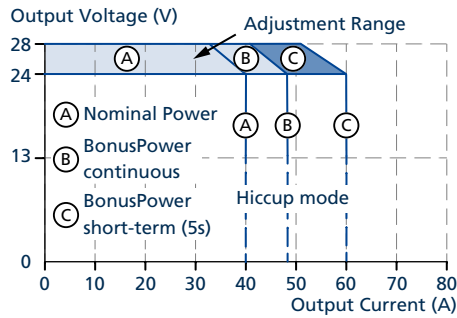 Output Voltage (V)
Adjustment Range
28
A
B
C
24
A Nominal Power
A
B
C
B BonusPower
continuous
13
Hiccup mode
C BonusPower
short-term (5s)
0
0 10 20 30 40 50 60 70 80
Output Current (A)